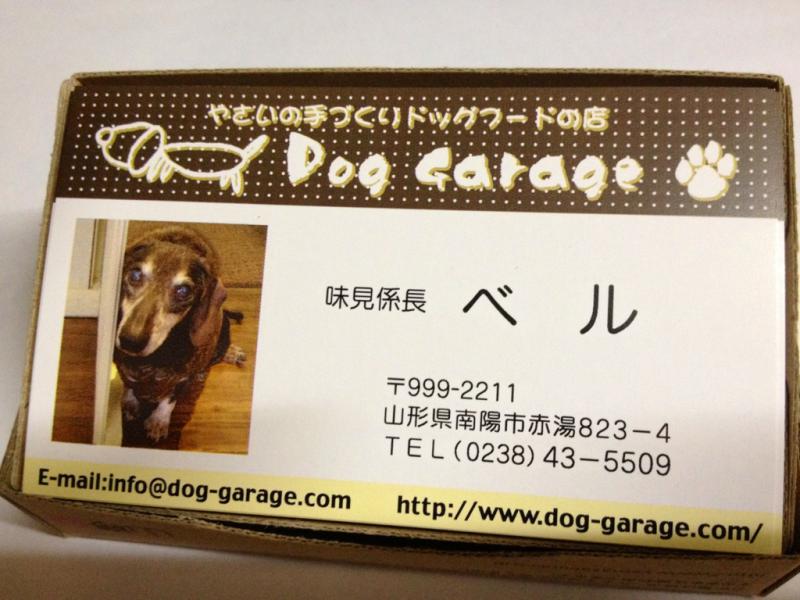 やさいの手づくりドッグフードの店
Dog Garage
味見係長 ベル
〒999-2211
山形県南陽市赤湯823－4
TEL(0238)43－5509
E-mail:info@dog-garage.com http://www.dog-garage.com/